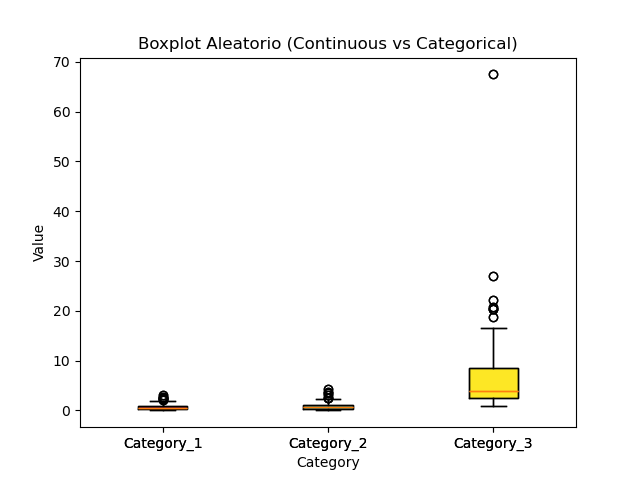 Boxplot Aleatorio (Continuous vs Categorical)
70
60
50
40
30
20
10
0
Value
Category_1
Category_2
Category_3
Category